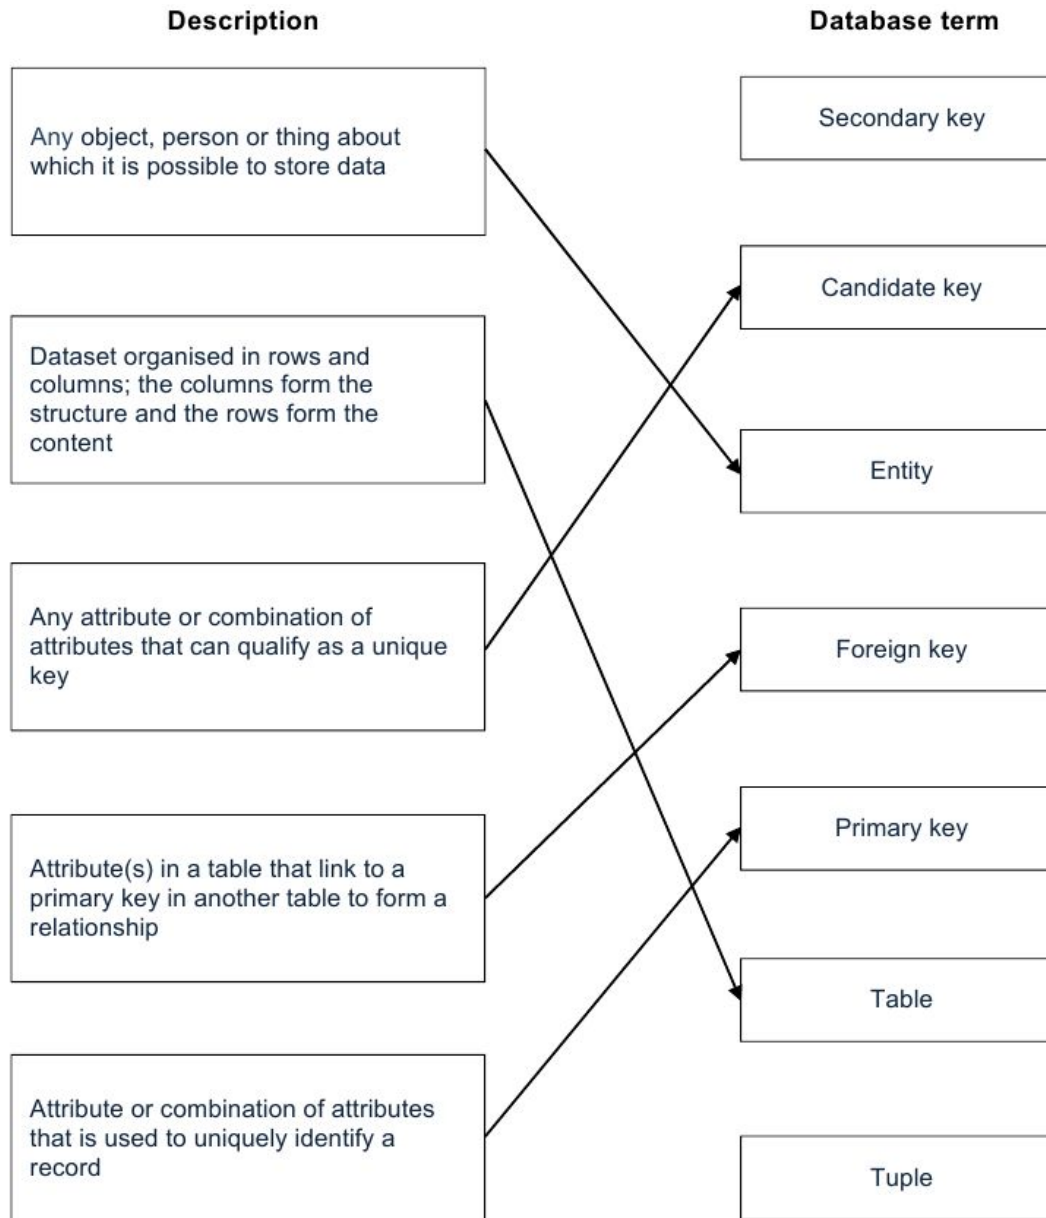 Description
Database term
Any object, person or thing about
which it is possible to store data
Secondary key
Candidate key
Dataset organised in rows and
columns; the columns form the
structure and the rows form the
content
Entity
Any attribute or combination of
attributes that can qualify as a unique
key
Foreign key
Primary key
Attribute(s) in a table that link to a
primary key in another table to form a
relationship
Table
Attribute or combination of attributes
that is used to uniquely identify a
record
Tuple